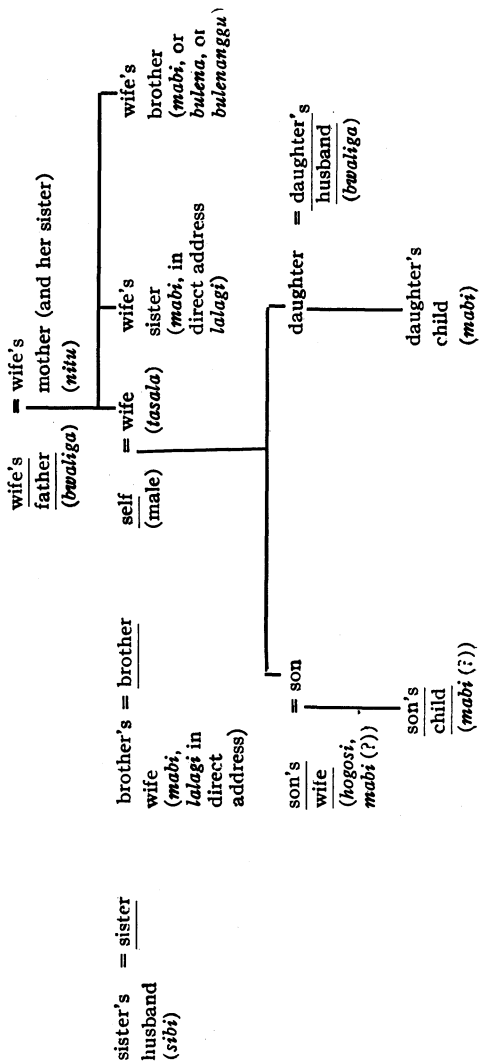 wife's = wife's
father mother (and her sister)
(bwaliga) (nitu)
sister's = sister
husband
(sibi)
brother's = brother
wife
(mabi,
lalagi in
direct
address)
self = wife
(male) (tasala)
wife's
sister
(mabi, in
direct address
lalagi)
wife's
brother
(mabi, or
bulena, or
bulenanggu)
son's = son
wife
(hogosi,
mabi (?))
daughter = daughter's
husband
(bwaliga)
son's
child
(mabi (?))
daughter's
child
(mabi)